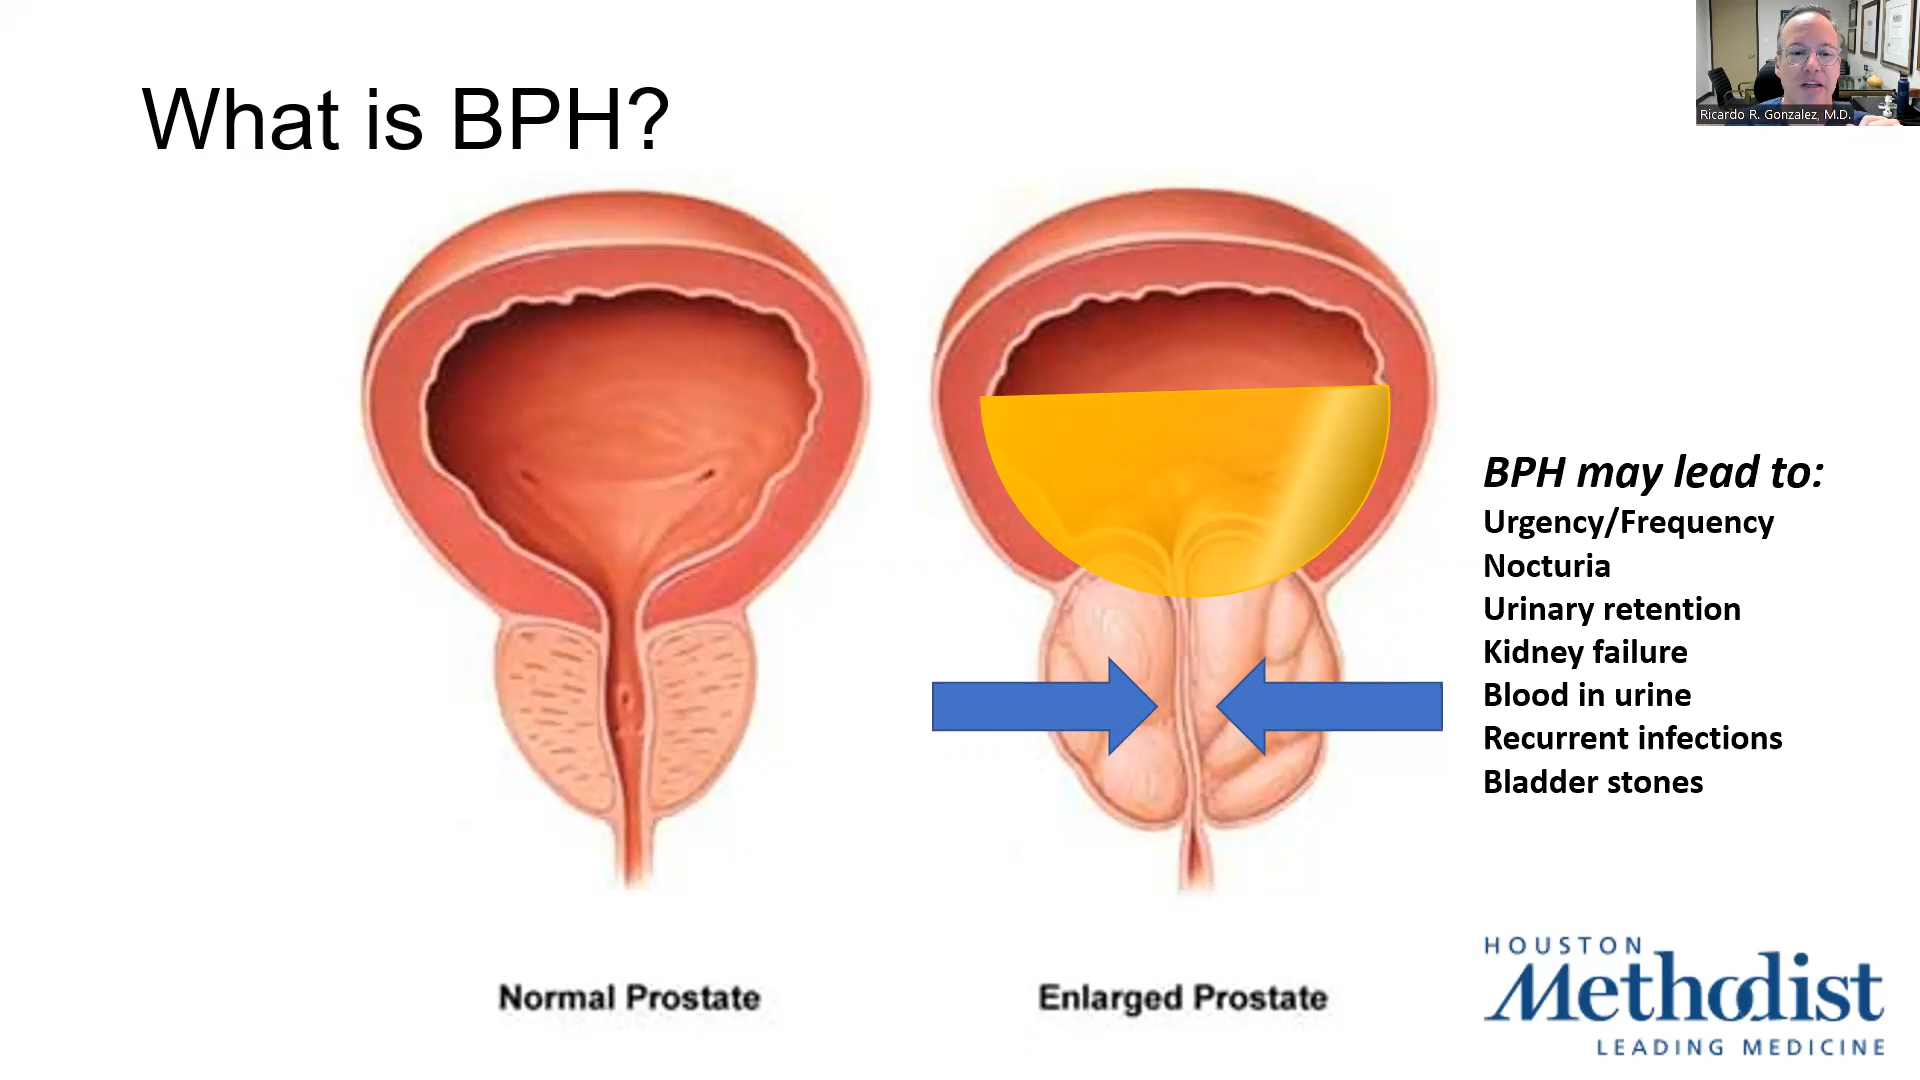 What is BPH?
Ricardo R. Gonzalez, M.D.
BPH may lead to:
Urgency/Frequency
Nocturia
Urinary retention
Kidney failure
Blood in urine
Recurrent infections
Bladder stones
Normal Prostate
Enlarged Prostate
HOUSTON
Methodist
LEADING MEDICINE